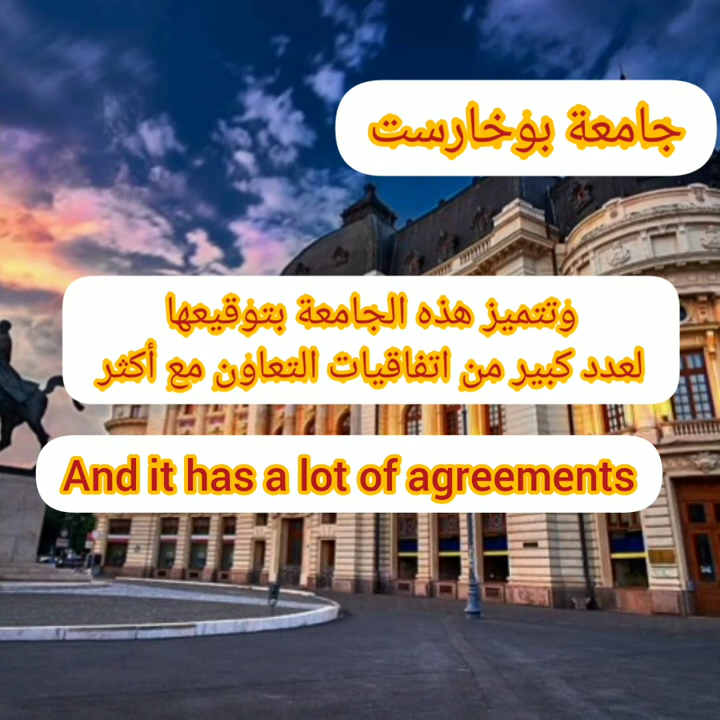 جامعة بوخارست
وتتميز هذه الجامعة بتوقيعها
لعدد كبير من اتفاقيات التعاون مع أكثر
And it has a lot of agreements